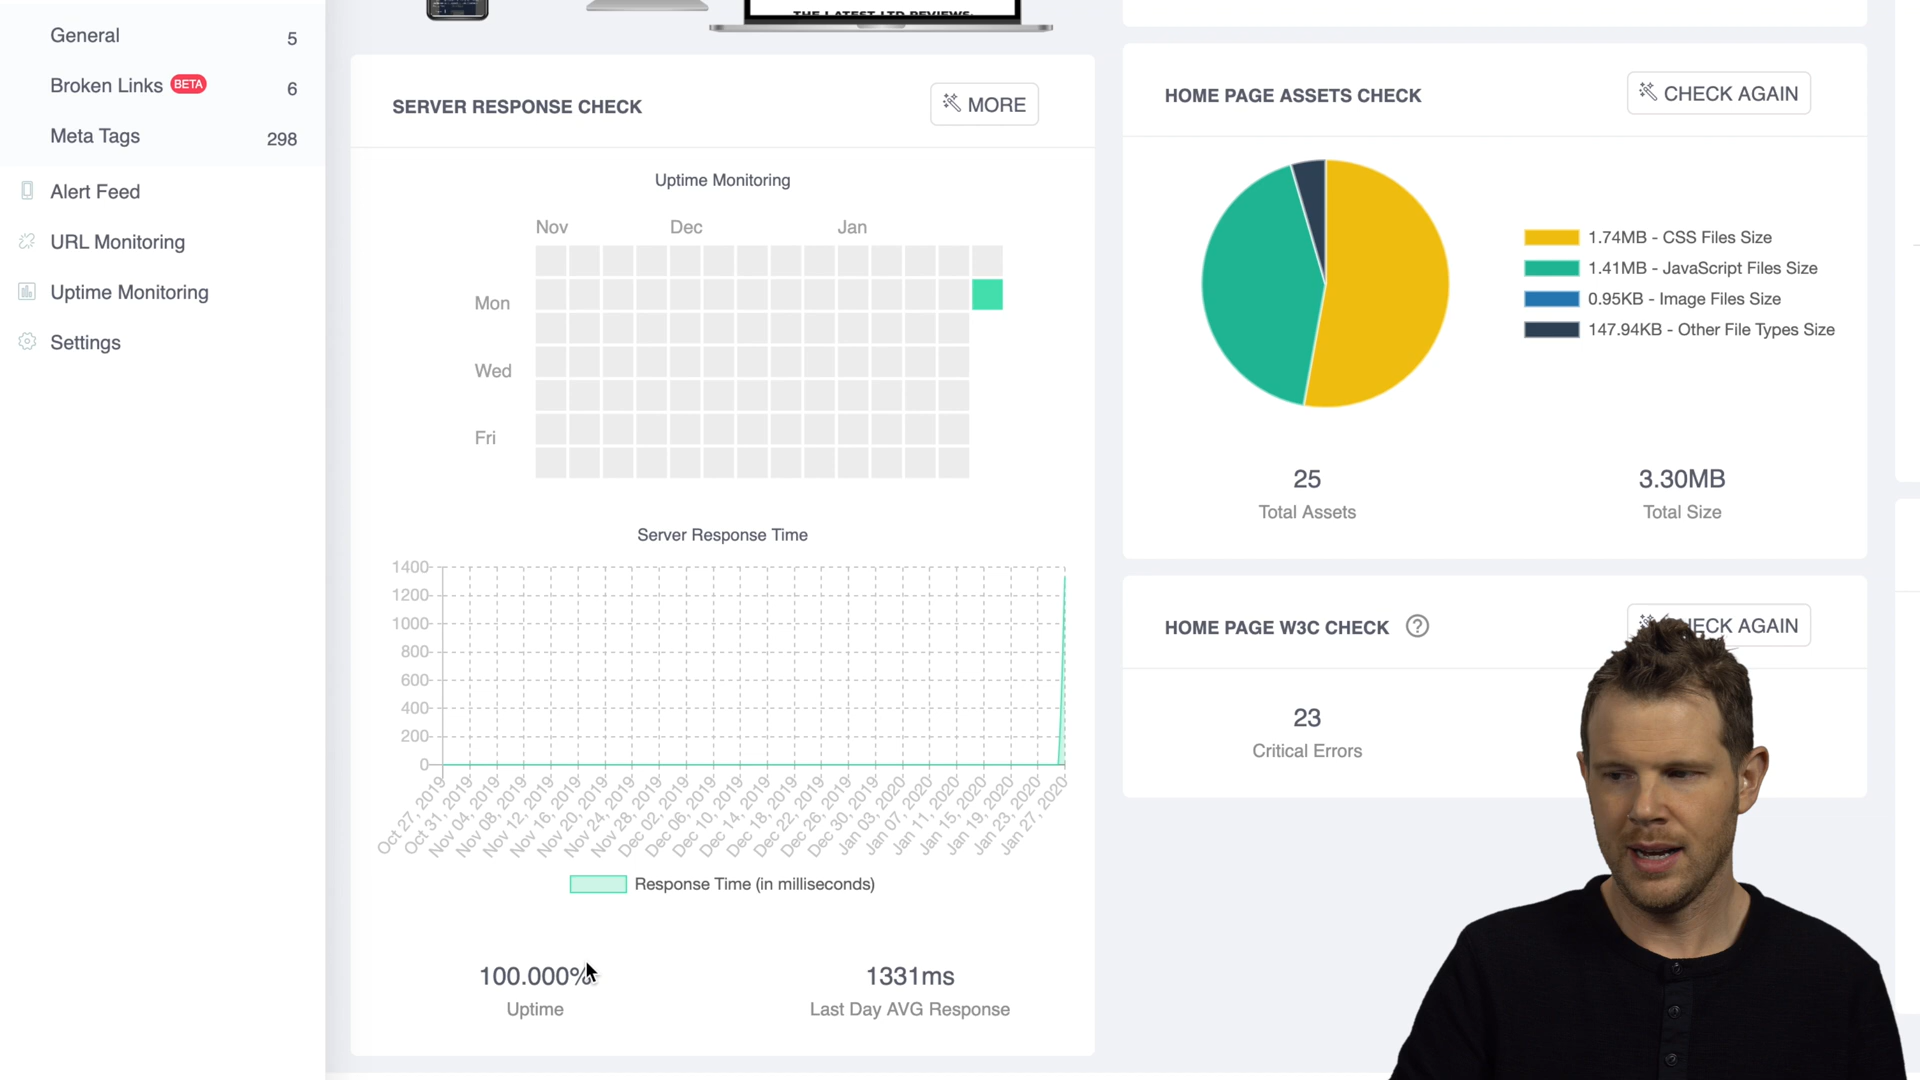 THE LATEST LTD REVIEWS.
General 5
Broken Links BETA 6
Meta Tags 298
Alert Feed
URL Monitoring
Uptime Monitoring
Settings
SERVER RESPONSE CHECK
MORE
Uptime Monitoring
Nov Dec Jan
Mon
Wed
Fri
Server Response Time
1400
1200
1000
800
600
400
200
0
Oct 27, 2019
Oct 31, 2019
Nov 04, 2019
Nov 08, 2019
Nov 12, 2019
Nov 16, 2019
Nov 20, 2019
Nov 24, 2019
Nov 28, 2019
Dec 02, 2019
Dec 06, 2019
Dec 10, 2019
Dec 14, 2019
Dec 18, 2019
Dec 22, 2019
Dec 26, 2019
Dec 30, 2019
Jan 03, 2020
Jan 07, 2020
Jan 11, 2020
Jan 15, 2020
Jan 19, 2020
Jan 23, 2020
Jan 27, 2020
Response Time (in milliseconds)
100.000%
Uptime
1331ms
Last Day AVG Response
HOME PAGE ASSETS CHECK
CHECK AGAIN
1.74MB - CSS Files Size
1.41MB - JavaScript Files Size
0.95KB - Image Files Size
147.94KB - Other File Types Size
25
Total Assets
3.30MB
Total Size
HOME PAGE W3C CHECK ?
CHECK AGAIN
23
Critical Errors